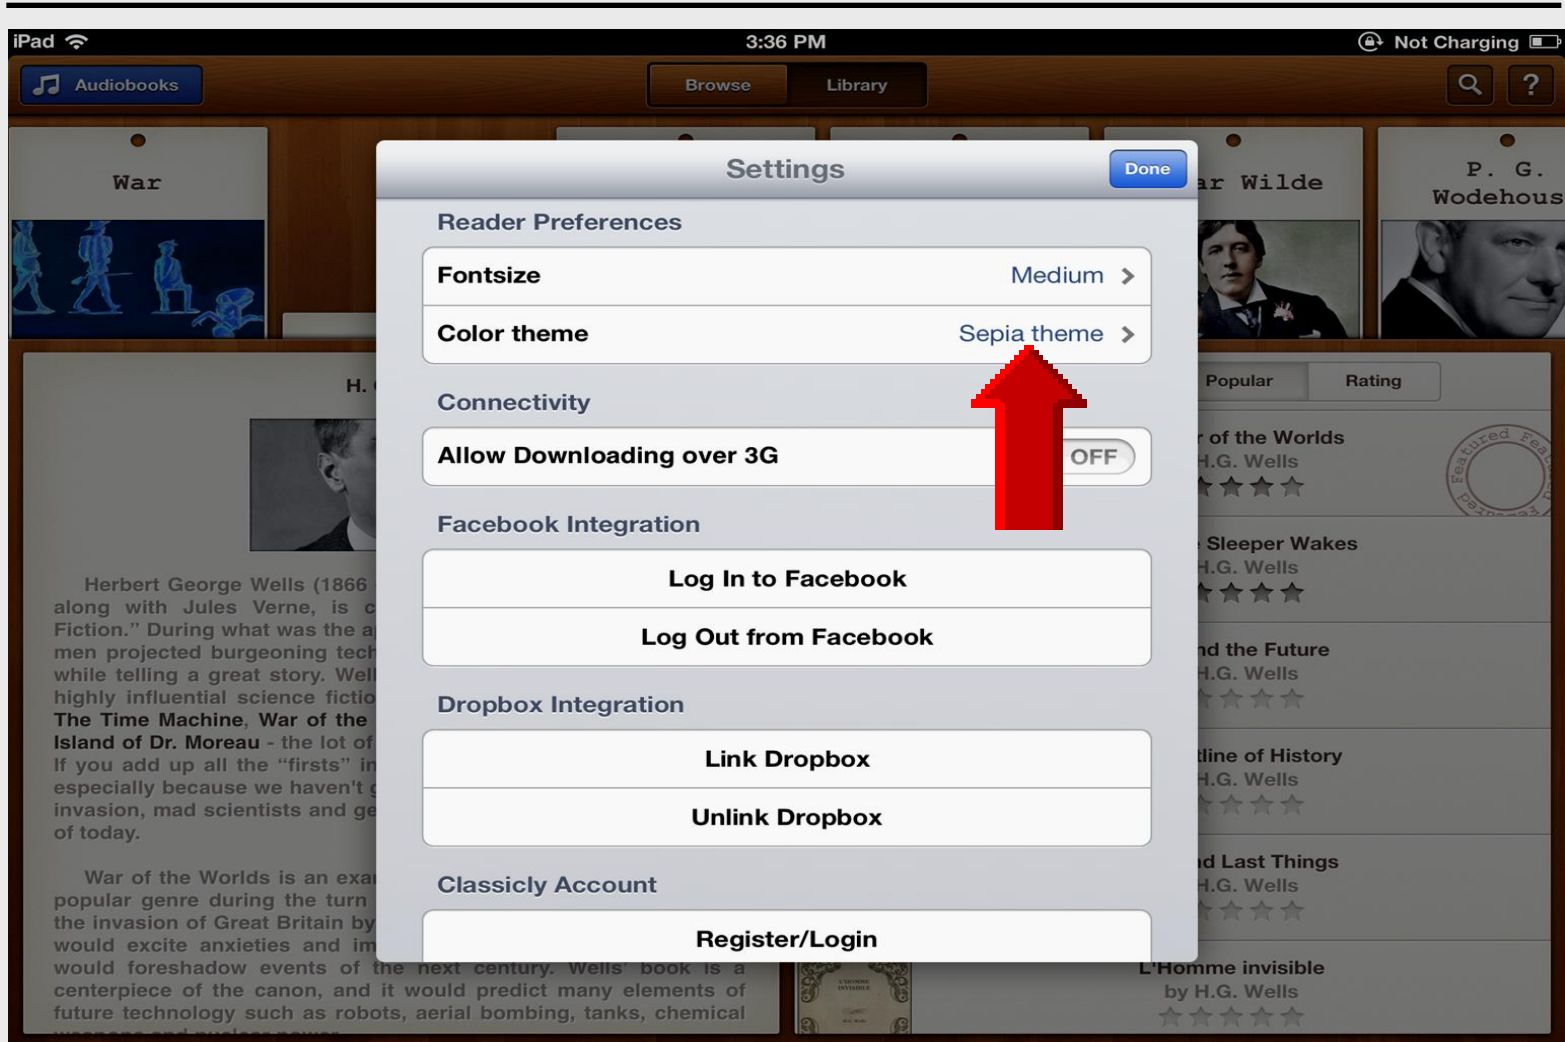 iPad 3:36 PM Not Charging
Audiobooks Browse Library ?
War
ar Wilde
P. G.
Wodehous
Settings Done
Reader Preferences
Fontsize Medium
Color theme Sepia theme
Connectivity
Allow Downloading over 3G OFF
Facebook Integration
Log In to Facebook
Log Out from Facebook
Dropbox Integration
Link Dropbox
Unlink Dropbox
Classicly Account
Register/Login
H.
Herbert George Wells (1866
along with Jules Verne, is c
Fiction.” During what was the a
men projected burgeoning tech
while telling a great story. Wel
highly influential science fictio
The Time Machine, War of the
Island of Dr. Moreau - the lot of
If you add up all the “firsts” in
especially because we haven't g
invasion, mad scientists and ge
of today.
War of the Worlds is an exa
popular genre during the turn
the invasion of Great Britain by
would excite anxieties and im
would foreshadow events of the next century. Wells' book is a
centerpiece of the canon, and it would predict many elements of
future technology such as robots, aerial bombing, tanks, chemical
weapons and nuclear power.
Popular Rating
r of the Worlds
H.G. Wells
Featured
Sleeper Wakes
H.G. Wells
nd the Future
H.G. Wells
tline of History
H.G. Wells
nd Last Things
H.G. Wells
L'Homme invisible
by H.G. Wells
L'HOMME
INVISIBLE